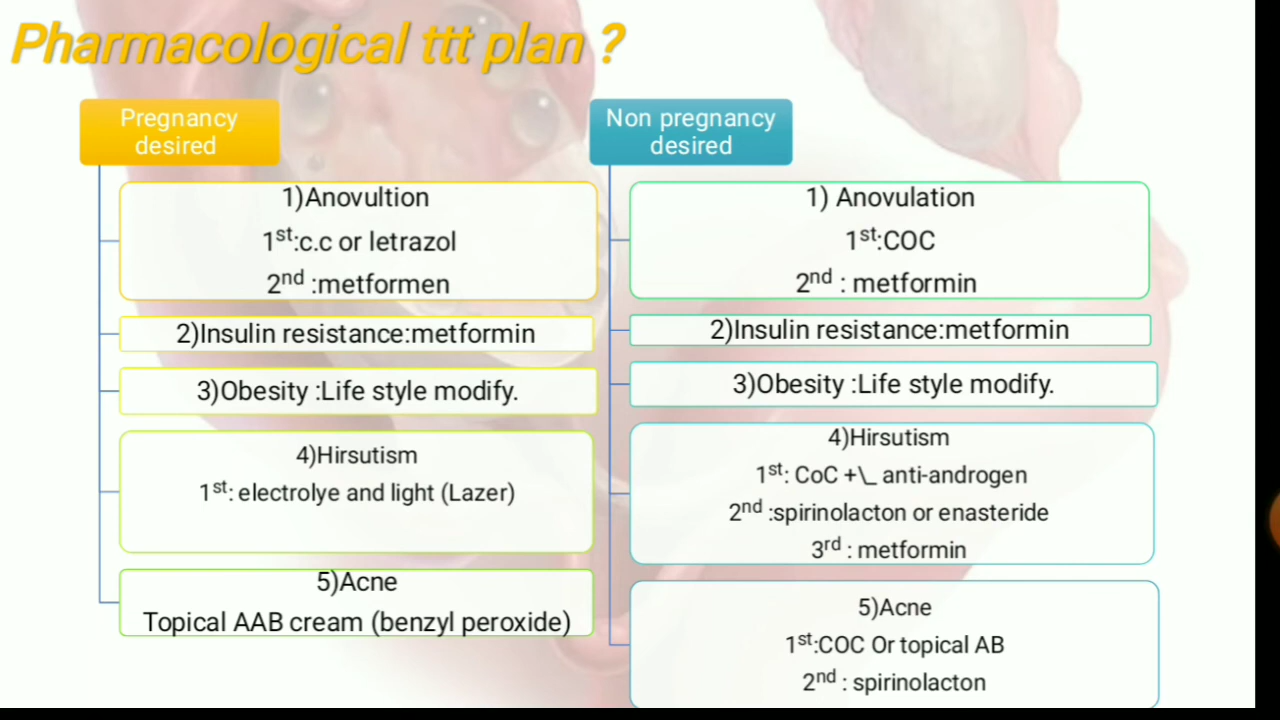 Pharmacological ttt plan ?
Pregnancy
desired
1)Anovultion
1st:c.c or letrazol
2nd :metformen
2)Insulin resistance:metformin
3)Obesity :Life style modify.
4)Hirsutism
1st: electrolye and light (Lazer)
5)Acne
Topical AAB cream (benzyl peroxide)
Non pregnancy
desired
1) Anovulation
1st:COC
2nd : metformin
2)Insulin resistance:metformin
3)Obesity :Life style modify.
4)Hirsutism
1st: CoC +\_ anti-androgen
2nd :spirinolacton or enasteride
3rd : metformin
5)Acne
1st:COC Or topical AB
2nd : spirinolacton